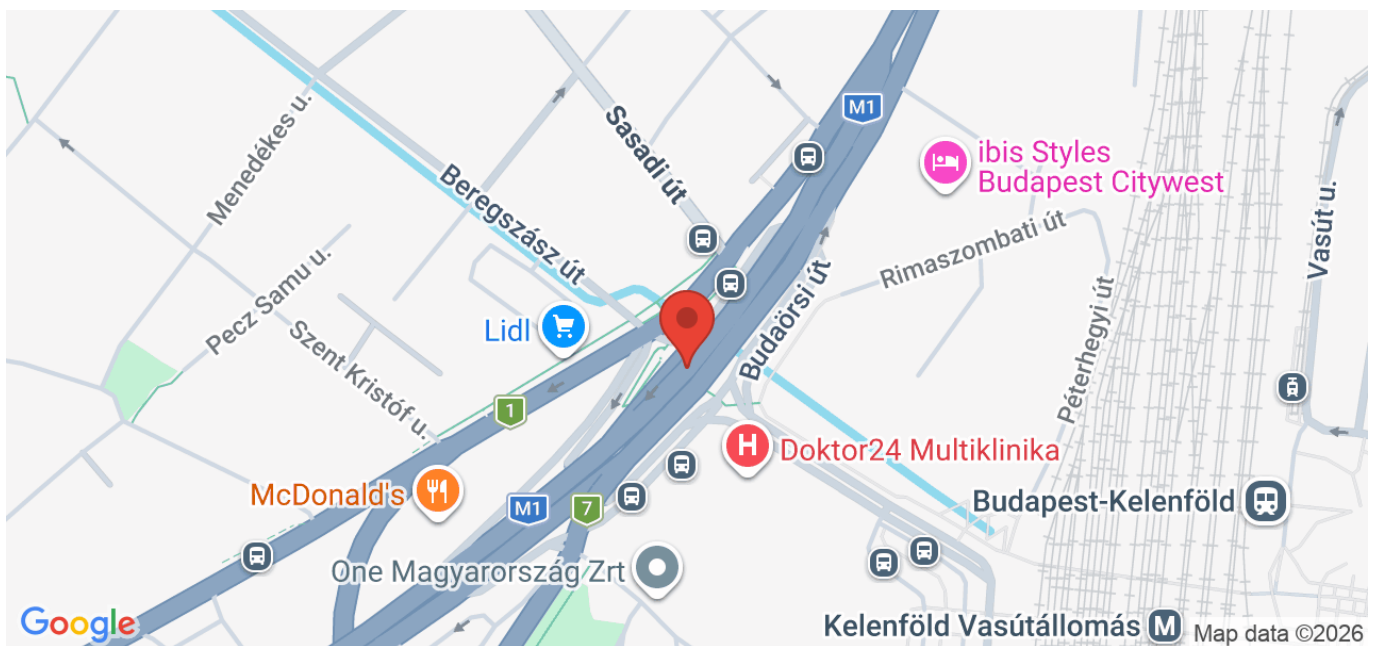 M1
ibis Styles
Budapest Citywest
Menedékes u.
Sasadi út
Beregszász út
Vasút u.
Rimaszombati út
Pecz Samu u.
Budaörsi út
Lidl
Szent Kristóf u.
Péterhegyi út
1
H
Doktor24 Multiklinika
McDonald's
M1
7
Budapest-Kelenföld
One Magyarország Zrt
Google
Kelenföld Vasútállomás
M
Map data ©2026